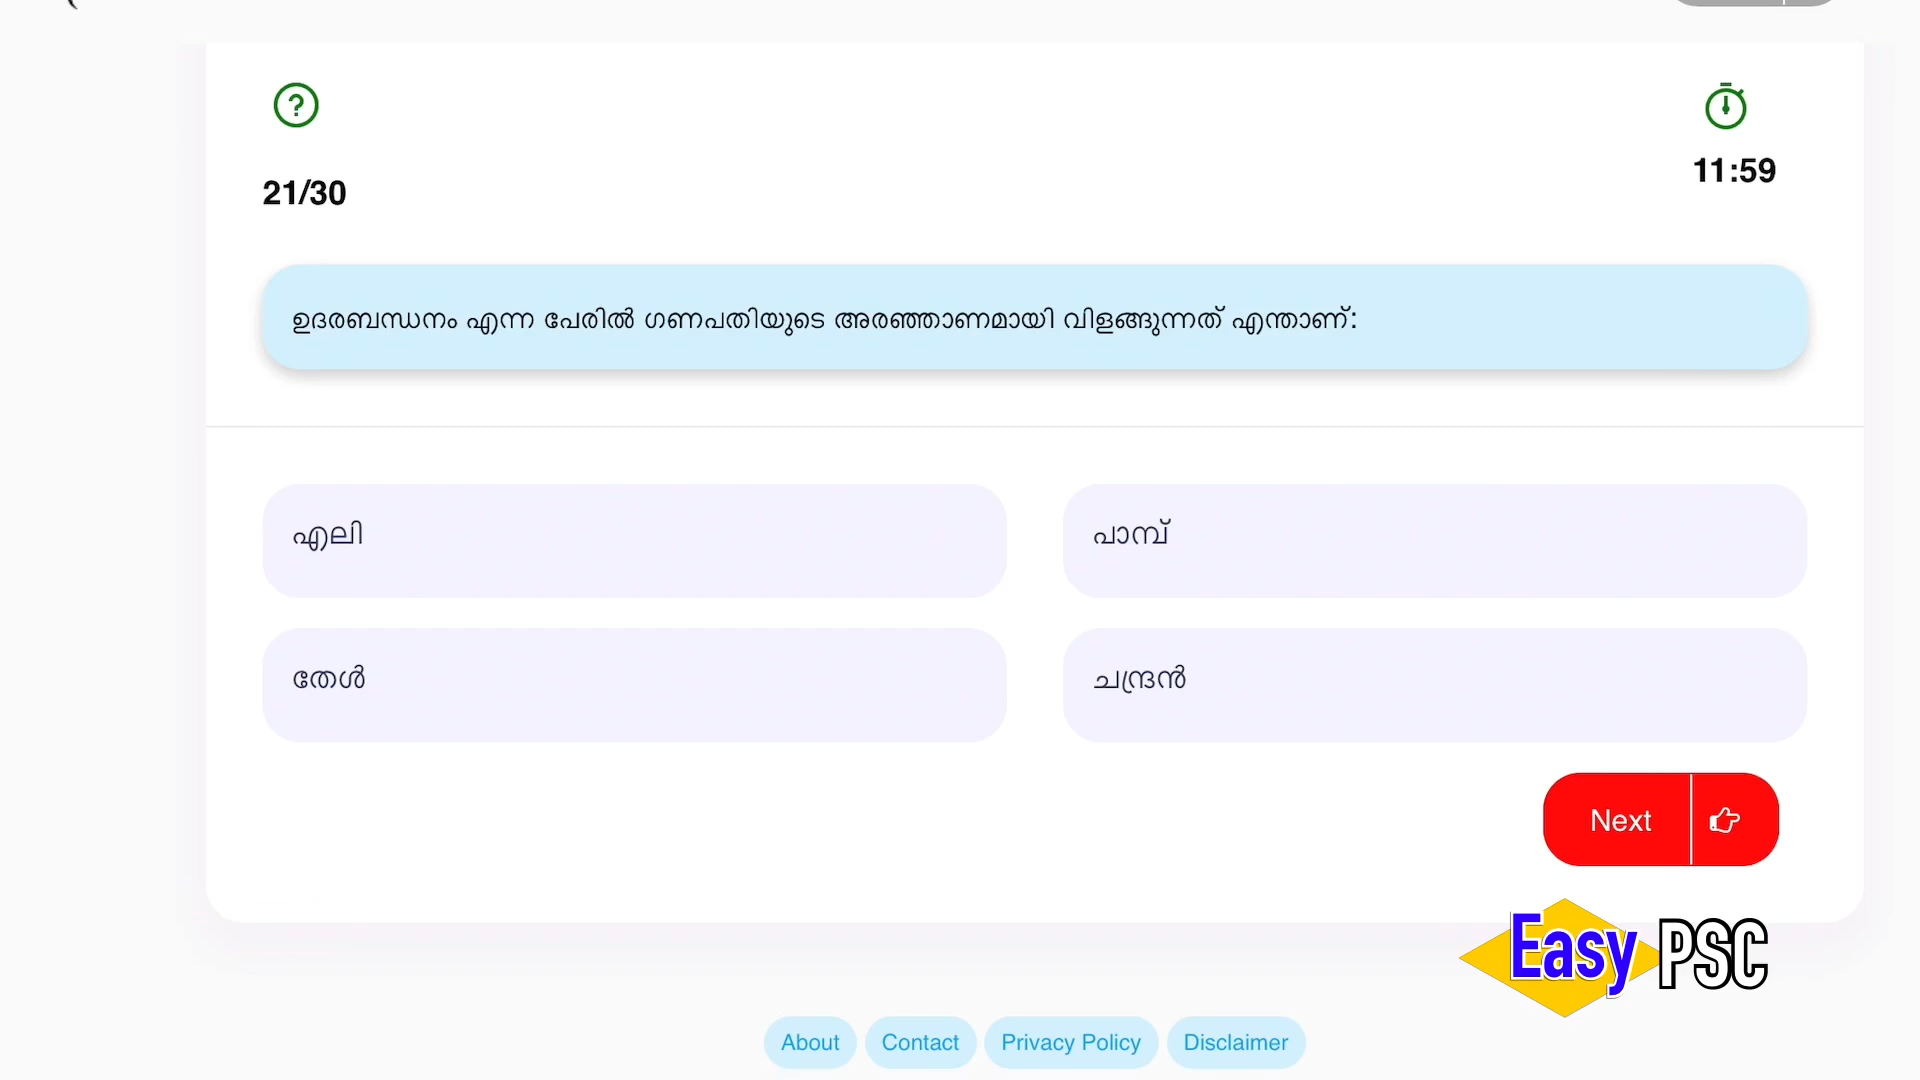 21/30
11:59
ഉദരബന്ധനം എന്ന പേരിൽ ഗണപതിയുടെ അരഞ്ഞാണമായി വിളങ്ങുന്നത് എന്താണ്:
എലി
പാമ്പ്
തേൾ
ചന്ദ്രൻ
Next
Easy PSC
About
Contact
Privacy Policy
Disclaimer